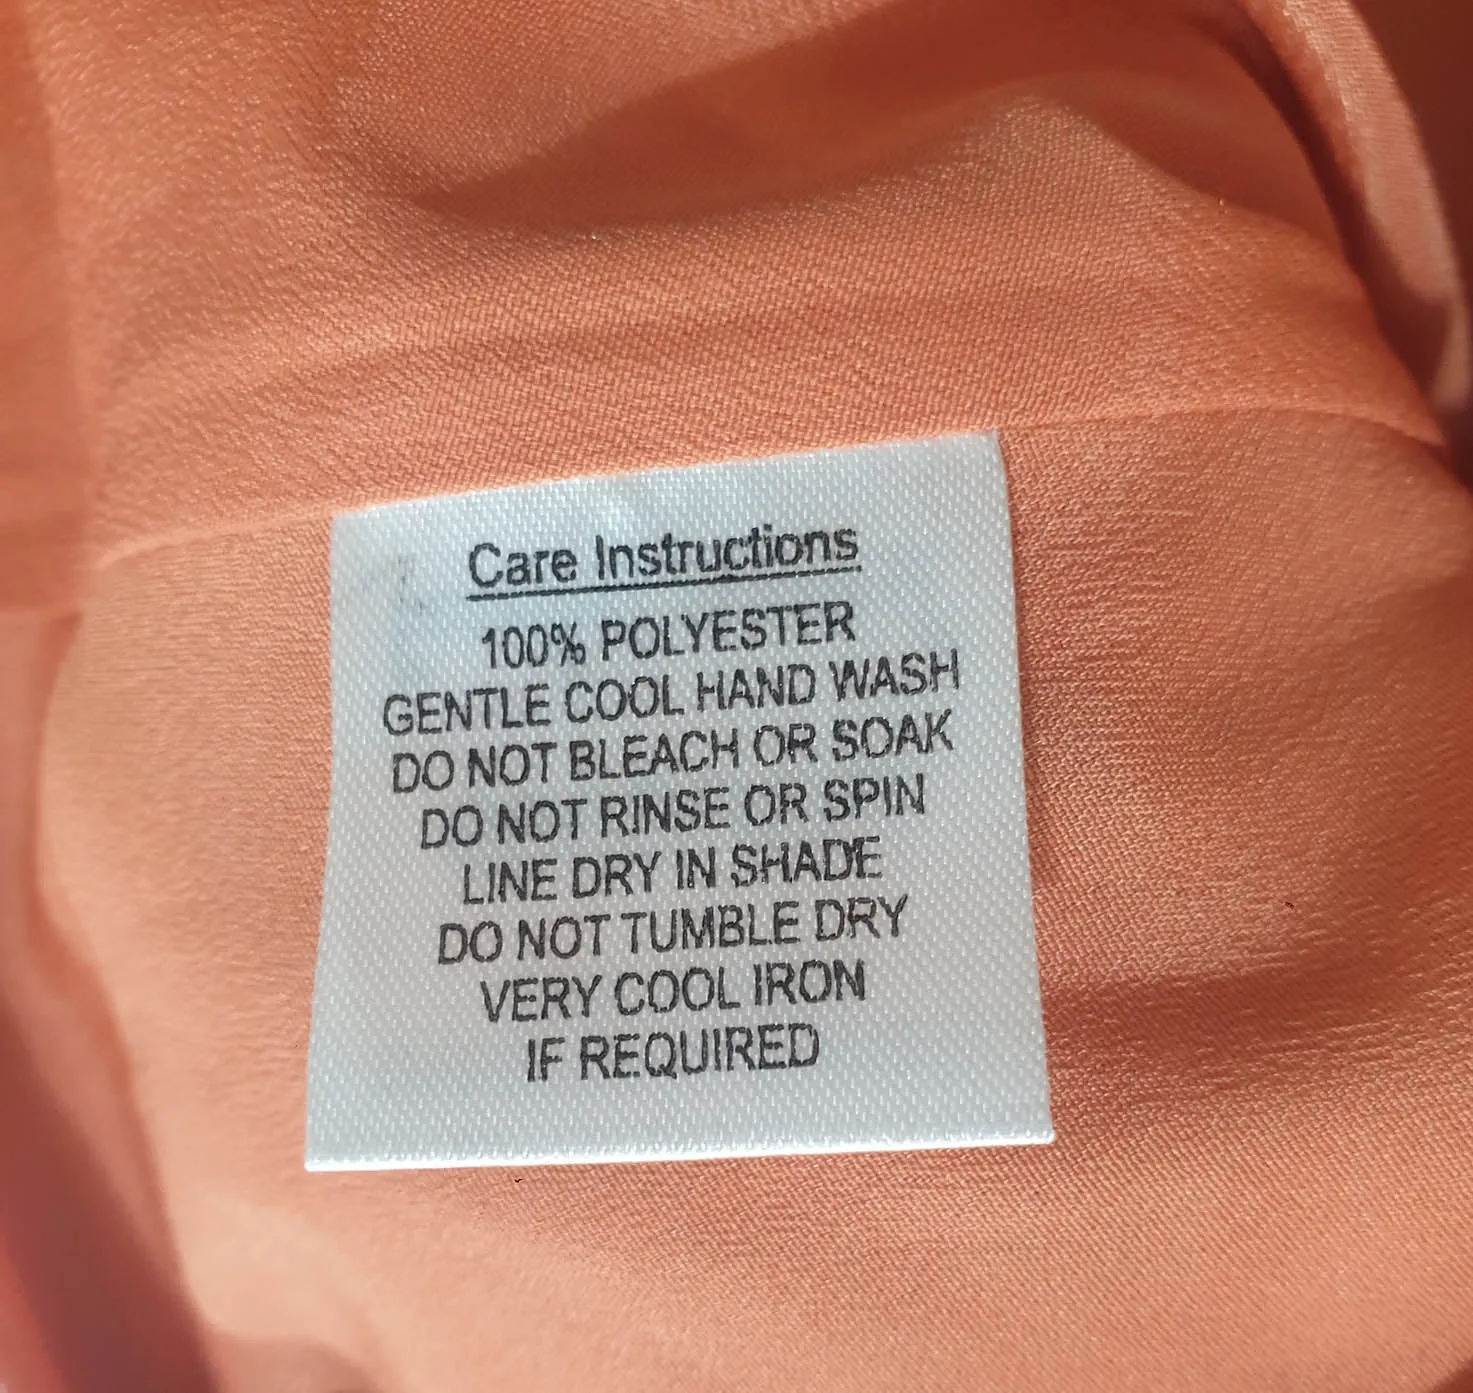 Care Instructions
100% POLYESTER
GENTLE COOL HAND WASH
DO NOT BLEACH OR SOAK
DO NOT RINSE OR SPIN
LINE DRY IN SHADE
DO NOT TUMBLE DRY
VERY COOL IRON
IF REQUIRED